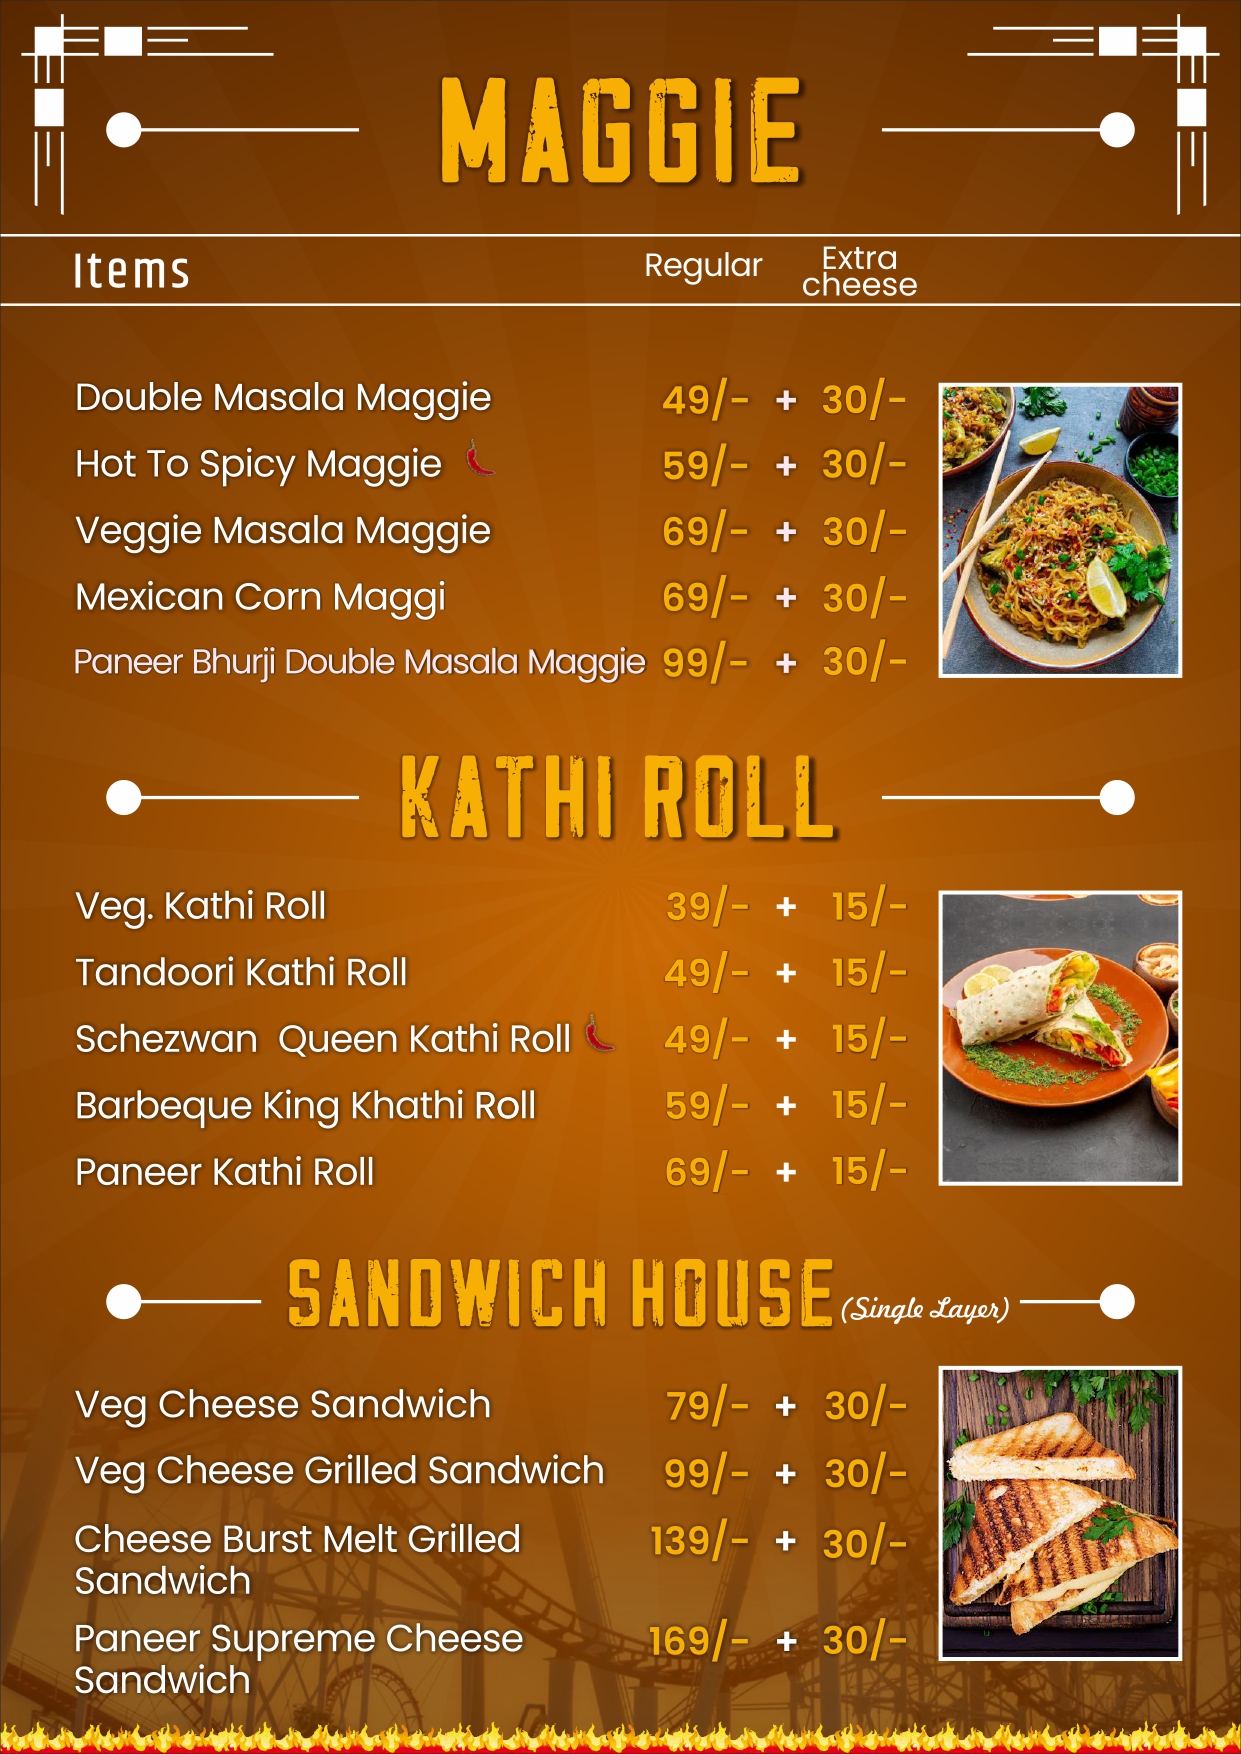 MAGGIE
Items Regular Extra cheese
Double Masala Maggie 49/- + 30/-
Hot To Spicy Maggie 59/- + 30/-
Veggie Masala Maggie 69/- + 30/-
Mexican Corn Maggi 69/- + 30/-
Paneer Bhurji Double Masala Maggie 99/- + 30/-
KATHI ROLL
Veg. Kathi Roll 39/- + 15/-
Tandoori Kathi Roll 49/- + 15/-
Schezwan Queen Kathi Roll 49/- + 15/-
Barbeque King Khathi Roll 59/- + 15/-
Paneer Kathi Roll 69/- + 15/-
SANDWICH HOUSE (Single Layer)
Veg Cheese Sandwich 79/- + 30/-
Veg Cheese Grilled Sandwich 99/- + 30/-
Cheese Burst Melt Grilled 139/- + 30/-
Sandwich
Paneer Supreme Cheese 169/- + 30/-
Sandwich